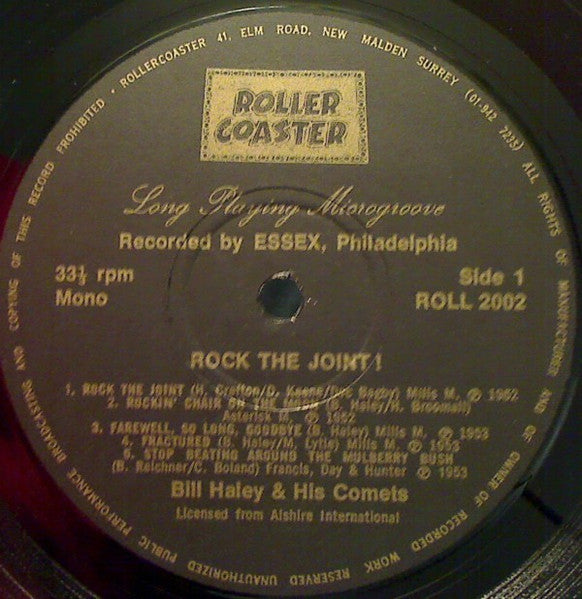 ROLLERCOASTER 41, ELM ROAD, NEW MALDEN SURREY (01-942 7235) ALL RIGHTS OF MANUFACTURER AND OF OWNER OF RECORDED WORK RESERVED UNAUTHORIZED PUBLIC PERFORMANCE BROADCASTING AND COPYING OF THIS RECORD PROHIBITED •
ROLLER
COASTER
Long Playing Microgroove
Recorded by ESSEX, Philadelphia
33⅓ rpm
Side 1
Mono
ROLL 2002
ROCK THE JOINT!
1. ROCK THE JOINT (H. Crafton/D. Keene/Doc Bagby) Mills M. ℗ 1952
2. ROCKIN' CHAIR ON THE MOON (B. Haley/H. Broomall)
Asterisk M. ℗ 1952
3. FAREWELL, SO LONG, GOODBYE (B. Haley) Mills M. ℗ 1953
4. FRACTURED (B. Haley/M. Lytle) Mills M. ℗ 1953
5. STOP BEATING AROUND THE MULBERRY BUSH
(B. Reichner/C. Boland) Francis, Day & Hunter ℗ 1953
Bill Haley & His Comets
Licensed from Alshire International